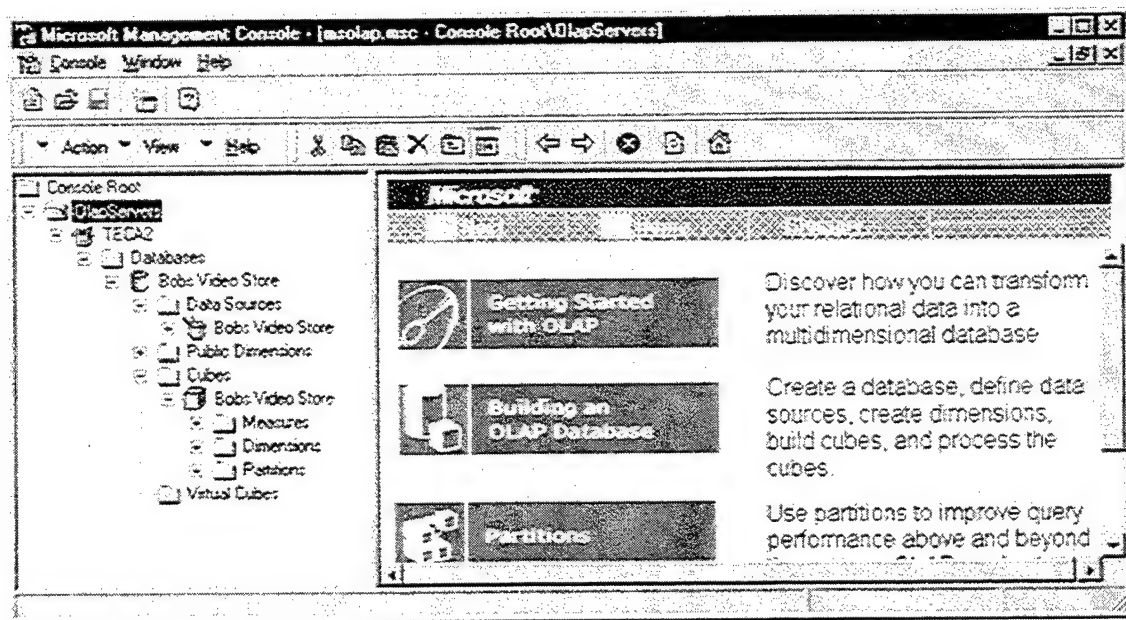 Microsoft Management Console - [msolap.msc - Console Root\OlapServers]
Console Window Help
Action View Help
Console Root
OlapServers
TECA2
Databases
Bobs Video Store
Data Sources
Bobs Video Store
Public Dimensions
Cubes
Bobs Video Store
Measures
Dimensions
Partitions
Virtual Cubes
Microsoft
Getting Started
with OLAP
Discover how you can transform
your relational data into a
multidimensional database
Building an
OLAP Database
Create a database, define data
sources, create dimensions,
build cubes, and process the
cubes.
Partitions
Use partitions to improve query
performance above and beyond